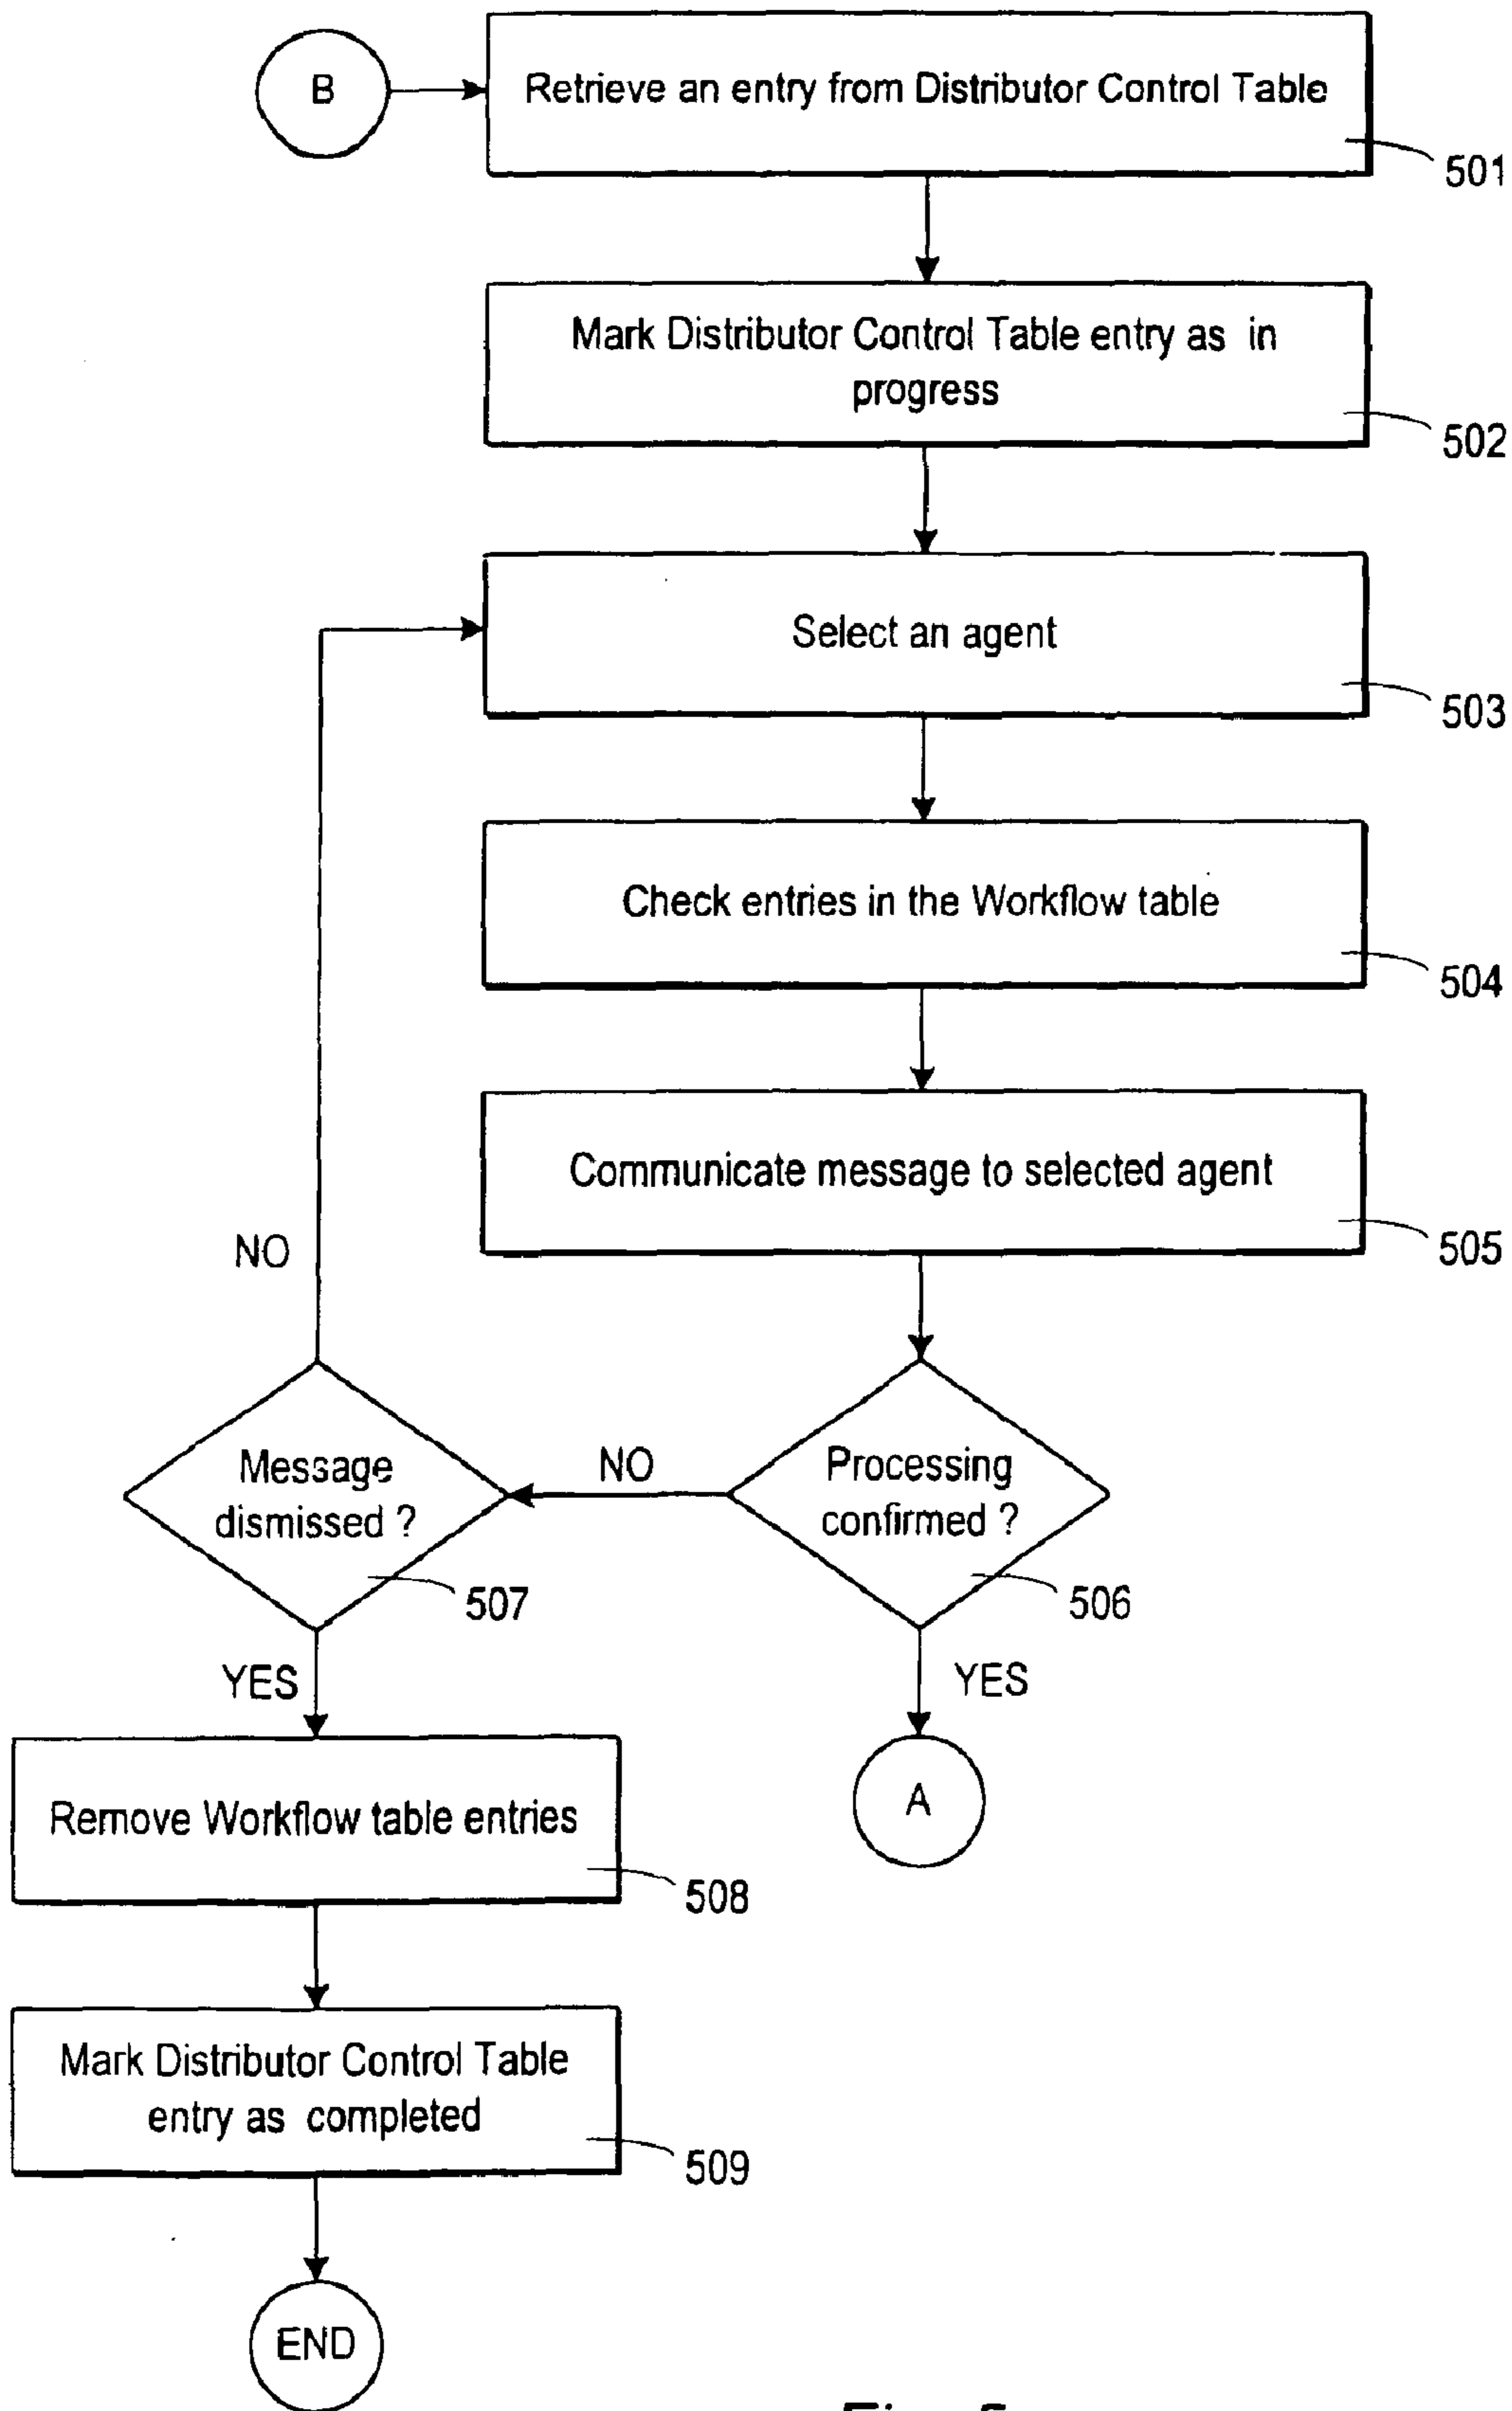 B
Retrieve an entry from Distributor Control Table
501
Mark Distributor Control Table entry as in
progress
502
Select an agent
503
Check entries in the Workflow table
504
Communicate message to selected agent
505
NO
Message
dismissed ?
507
NO
Processing
confirmed ?
506
YES
YES
Remove Workflow table entries
508
A
Mark Distributor Control Table
entry as completed
509
END